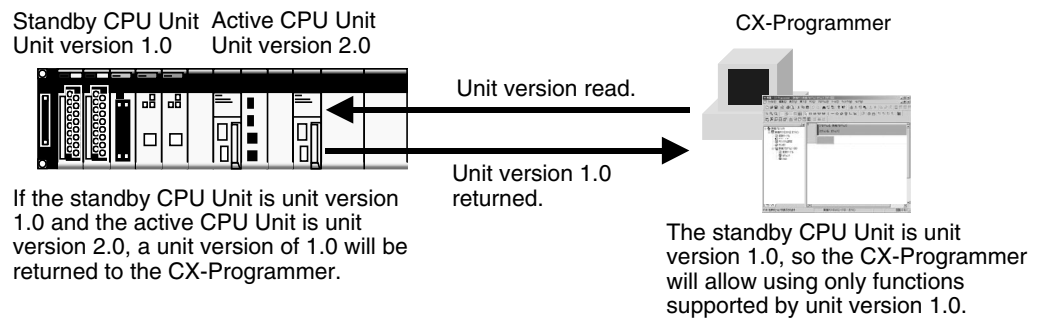 Standby CPU Unit
Unit version 1.0
Active CPU Unit
Unit version 2.0
CX-Programmer
Unit version read.
Unit version 1.0
returned.
If the standby CPU Unit is unit version
1.0 and the active CPU Unit is unit
version 2.0, a unit version of 1.0 will be
returned to the CX-Programmer.
The standby CPU Unit is unit
version 1.0, so the CX-Programmer
will allow using only functions
supported by unit version 1.0.